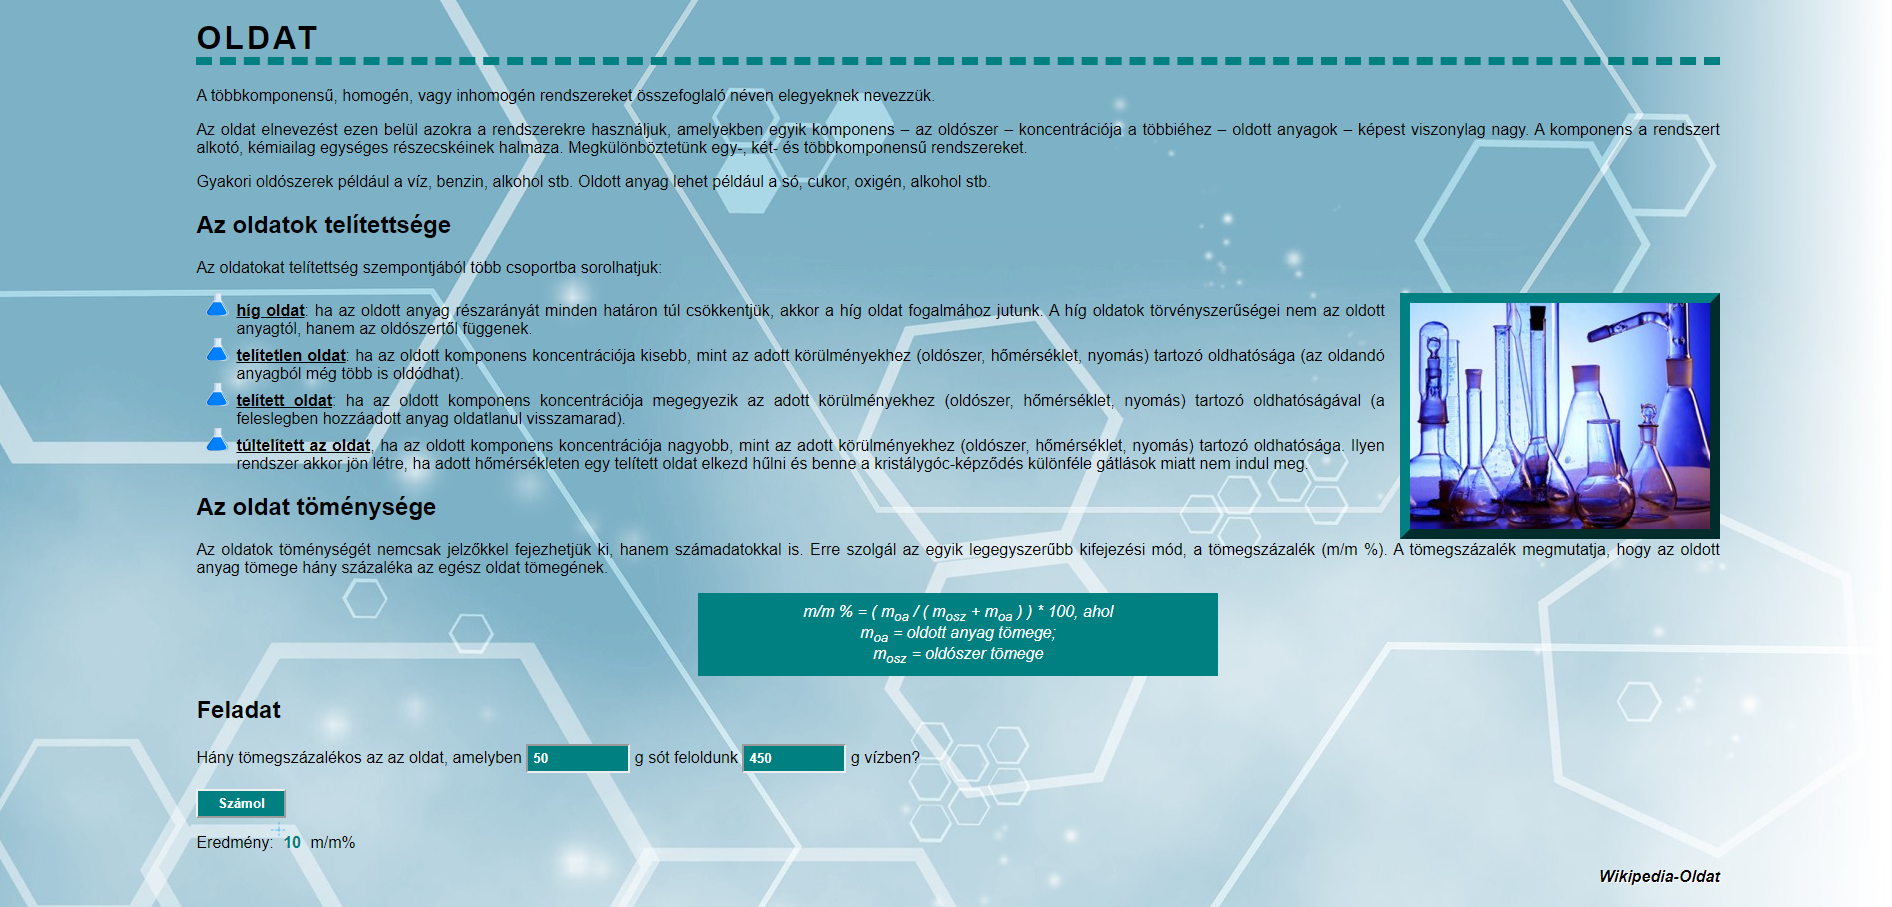 OLDAT
A többkomponensű, homogén, vagy inhomogén rendszereket összefoglaló néven elegyeknek nevezzük.
Az oldat elnevezést ezen belül azokra a rendszerekre használjuk, amelyekben egyik komponens – az oldószer – koncentrációja a többiéhez – oldott anyagok – képest viszonylag nagy. A komponens a rendszert
alkotó, kémiailag egységes részecskéinek halmaza. Megkülönböztetünk egy-, két- és többkomponensű rendszereket.
Gyakori oldószerek például a víz, benzin, alkohol stb. Oldott anyag lehet például a só, cukor, oxigén, alkohol stb.
Az oldatok telítettsége
Az oldatokat telítettség szempontjából több csoportba sorolhatjuk:
híg oldat: ha az oldott anyag részarányát minden határon túl csökkentjük, akkor a híg oldat fogalmához jutunk. A híg oldatok törvényszerűségei nem az oldott
anyagtól, hanem az oldószertől függenek.
telítetlen oldat: ha az oldott komponens koncentrációja kisebb, mint az adott körülményekhez (oldószer, hőmérséklet, nyomás) tartozó oldhatósága (az oldandó
anyagból még több is oldódhat).
telített oldat: ha az oldott komponens koncentrációja megegyezik az adott körülményekhez (oldószer, hőmérséklet, nyomás) tartozó oldhatóságával (a
feleslegben hozzáadott anyag oldatlanul visszamarad).
túltelített az oldat, ha az oldott komponens koncentrációja nagyobb, mint az adott körülményekhez (oldószer, hőmérséklet, nyomás) tartozó oldhatósága. Ilyen
rendszer akkor jön létre, ha adott hőmérsékleten egy telített oldat elkezd hűlni és benne a kristálygóc-képződés különféle gátlások miatt nem indul meg.
Az oldat töménysége
Az oldatok töménységét nemcsak jelzőkkel fejezhetjük ki, hanem számadatokkal is. Erre szolgál az egyik legegyszerűbb kifejezési mód, a tömegszázalék (m/m %). A tömegszázalék megmutatja, hogy az oldott
anyag tömege hány százaléka az egész oldat tömegének.
m/m % = ( moa / ( mosz + moa ) ) * 100, ahol
moa = oldott anyag tömege;
mosz = oldószer tömege
Feladat
Hány tömegszázalékos az az oldat, amelyben 50 g sót feloldunk 450 g vízben?
Számol
Eredmény: 10 m/m%
Wikipedia-Oldat